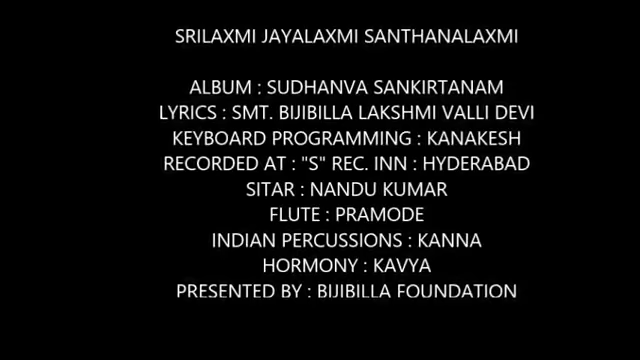 SRILAXMI JAYALAXMI SANTHANALAXMI
ALBUM : SUDHANVA SANKIRTANAM
LYRICS : SMT. BIJIBILLA LAKSHMI VALLI DEVI
KEYBOARD PROGRAMMING : KANAKESH
RECORDED AT : "S" REC. INN : HYDERABAD
SITAR : NANDU KUMAR
FLUTE : PRAMODE
INDIAN PERCUSSIONS : KANNA
HORMONY : KAVYA
PRESENTED BY : BIJIBILLA FOUNDATION